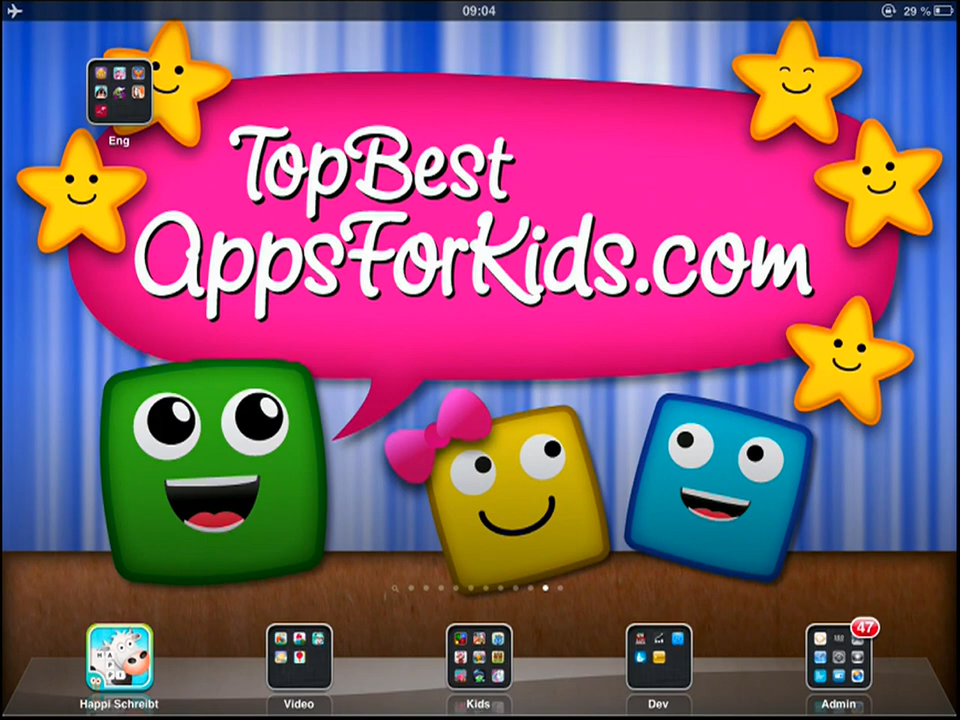 09:04
29 %
Eng
TopBest
AppsForKids.com
Happi Schreibt
Video
Kids
Dev
Admin
47